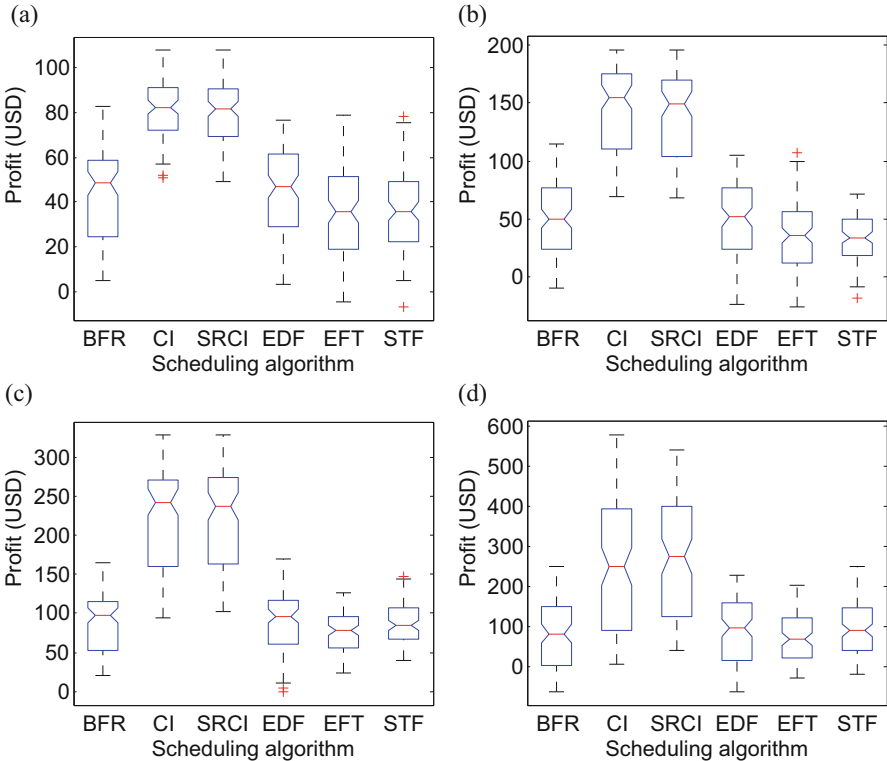 (a)
Profit (USD)
100
80
60
40
20
0
BFR CI SRCI EDF EFT STF
Scheduling algorithm
(b)
Profit (USD)
200
150
100
50
0
BFR CI SRCI EDF EFT STF
Scheduling algorithm
(c)
Profit (USD)
300
250
200
150
100
50
0
BFR CI SRCI EDF EFT STF
Scheduling algorithm
(d)
Profit (USD)
600
500
400
300
200
100
0
BFR CI SRCI EDF EFT STF
Scheduling algorithm